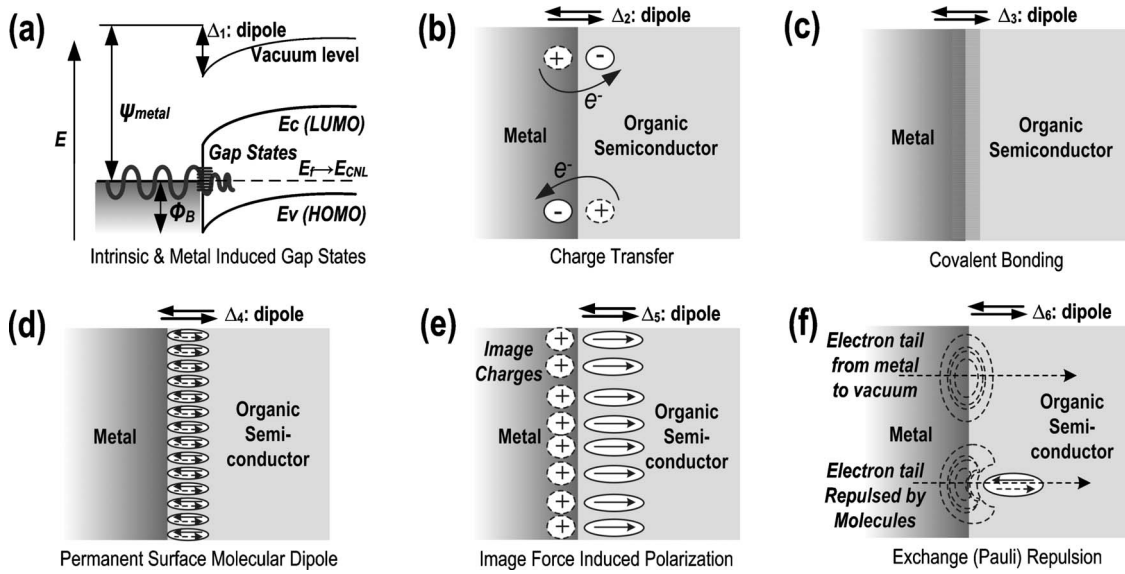 (a)
Δ1: dipole
Vacuum level
E
Ψmetal
Ec (LUMO)
Gap States
Ef→ECNL
ΦB
Ev (HOMO)
Intrinsic & Metal Induced Gap States
(b)
Δ2: dipole
+
-
e-
Metal
Organic
Semiconductor
e-
-
+
Charge Transfer
(c)
Δ3: dipole
Metal
Organic
Semiconductor
Covalent Bonding
(d)
Δ4: dipole
Metal
Organic
Semi-
conductor
Permanent Surface Molecular Dipole
(e)
Δ5: dipole
Image
Charges
+
+
+
+
+
+
+
+
Metal
Organic
Semi-
conductor
Image Force Induced Polarization
(f)
Δ6: dipole
Electron tail
from metal
to vacuum
Metal
Organic
Semi-
conductor
Electron tail
Repulsed by
Molecules
Exchange (Pauli) Repulsion